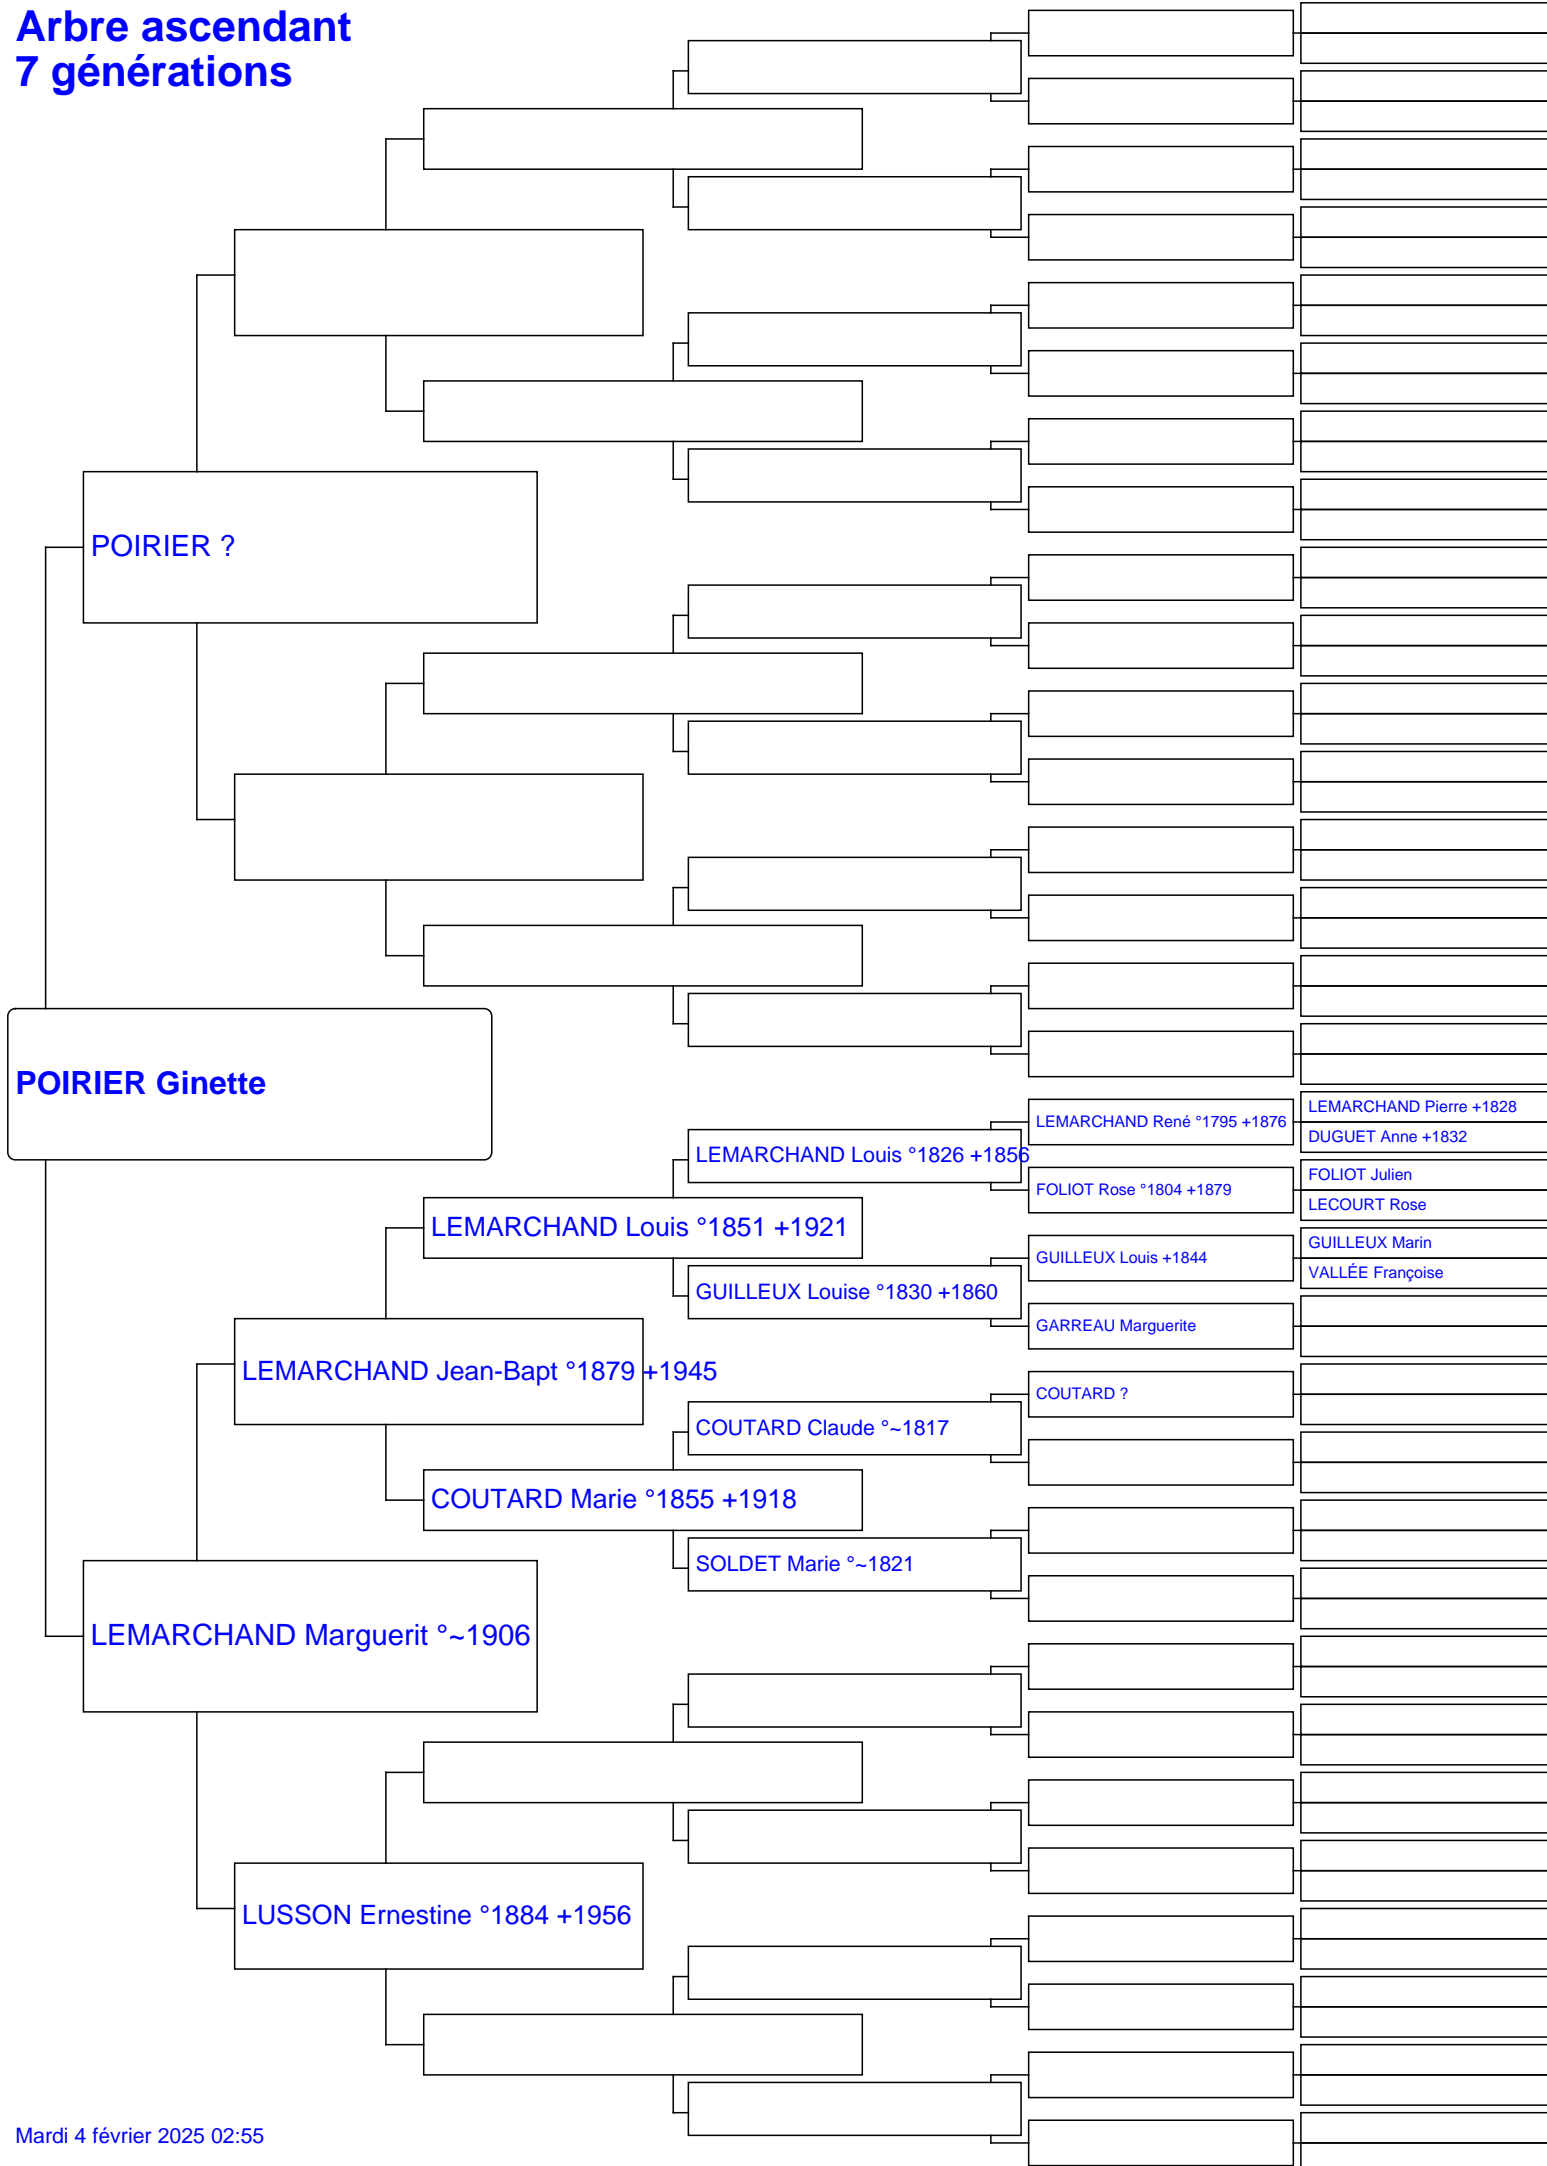 Arbre ascendant
7 générations
POIRIER ?
POIRIER Ginette
LEMARCHAND René °1795 +1876
LEMARCHAND Pierre +1828
DUGUET Anne +1832
LEMARCHAND Louis °1826 +1856
FOLIOT Rose °1804 +1879
FOLIOT Julien
LECOURT Rose
LEMARCHAND Louis °1851 +1921
GUILLEUX Louis +1844
GUILLEUX Marin
VALLÉE Françoise
GUILLEUX Louise °1830 +1860
GARREAU Marguerite
LEMARCHAND Jean-Bapt °1879 +1945
COUTARD ?
COUTARD Claude °~1817
COUTARD Marie °1855 +1918
SOLDET Marie °~1821
LEMARCHAND Marguerit °~1906
LUSSON Ernestine °1884 +1956
Mardi 4 février 2025 02:55